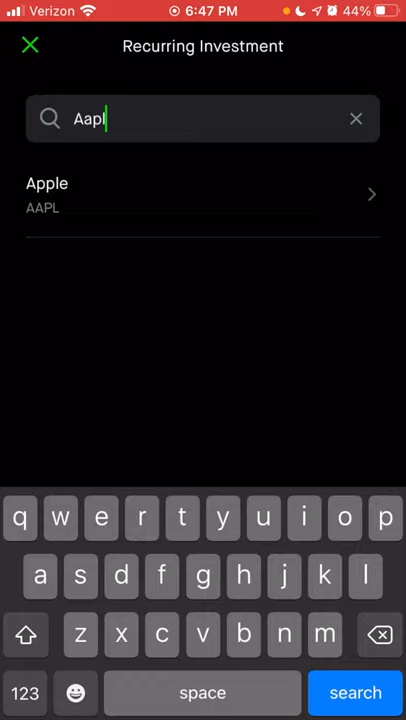 Verizon 6:47 PM 44%
Recurring Investment
Aapl
Apple
AAPL
q w e r t y u i o p
a s d f g h j k l
z x c v b n m
123 space search